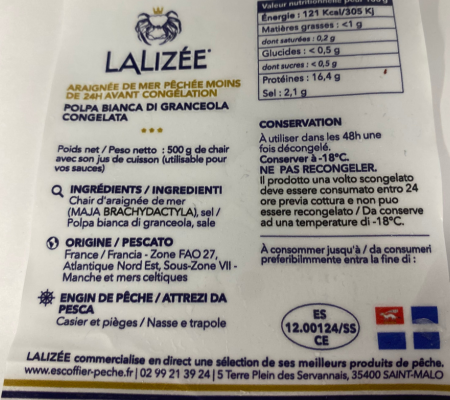 LALIZÉE
ARAIGNÉE DE MER PÊCHÉE MOINS
DE 24H AVANT CONGÉLATION
POLPA BIANCA DI GRANCEOLA
CONGELATA
Poids net / Peso netto : 500 g de chair
avec son jus de cuisson (utilisable pour
vos sauces)
INGRÉDIENTS / INGREDIENTI
Chair d'araignée de mer
(MAJA BRACHYDACTYLA), sel /
Polpa bianca di granceola, sale
ORIGINE / PESCATO
France / Francia - Zone FAO 27,
Atlantique Nord Est, Sous-Zone VII -
Manche et mers celtiques
ENGIN DE PÊCHE / ATTREZI DA
PESCA
Casier et pièges / Nasse e trapole
Valeur nutritionnelle pour
Énergie : 121 Kcal/305 Kj
Matières grasses : <1 g
dont saturées : 0,2 g
Glucides : < 0,5 g
dont sucres : < 0,5 g
Protéines : 16,4 g
Sel : 2,1 g
CONSERVATION
À utiliser dans les 48h une
fois décongelé.
Conserver à -18°C.
NE PAS RECONGELER.
Il prodotto una volto scongelato
deve essere consumato entro 24
ore previa cottura e non puo
essere recongelato / Da conserve
ad una temperature di -18°C.
À consommer jusqu'à / da consumeri
preferibilmmente entra la fine di :
ES
12.00124/SS
CE
LALIZÉE commercialise en direct une sélection de ses meilleurs produits de pêche.
www.escoffier-peche.fr | 02 99 21 39 24 | 5 Terre Plein des Servannais, 35400 SAINT-MALO